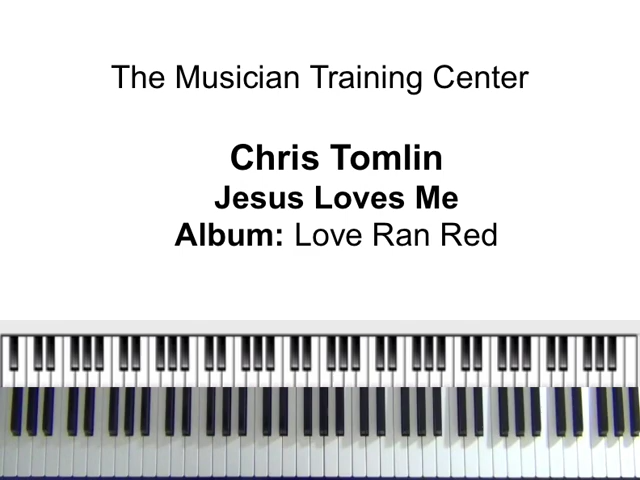 The Musician Training Center
Chris Tomlin
Jesus Loves Me
Album: Love Ran Red